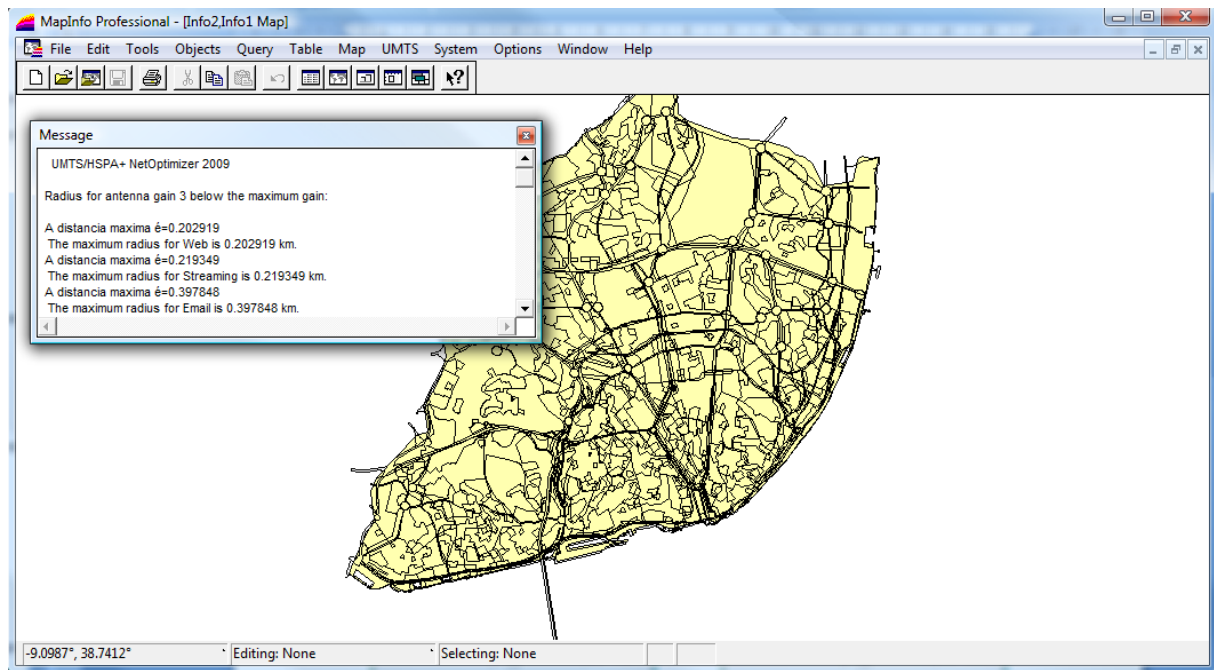 MapInfo Professional - [Info2,Info1 Map]
File Edit Tools Objects Query Table Map UMTS System Options Window Help
Message
UMTS/HSPA+ NetOptimizer 2009
Radius for antenna gain 3 below the maximum gain:
A distancia maxima é=0.202919
The maximum radius for Web is 0.202919 km.
A distancia maxima é=0.219349
The maximum radius for Streaming is 0.219349 km.
A distancia maxima é=0.397848
The maximum radius for Email is 0.397848 km.
-9.0987°, 38.7412° Editing: None Selecting: None